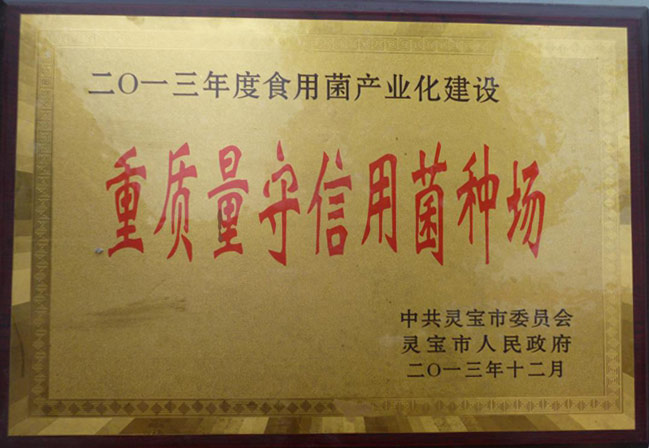 二〇一三年度食用菌产业化建设
重质量守信用菌种场
中共灵宝市委员会
灵宝市人民政府
二〇一三年十二月